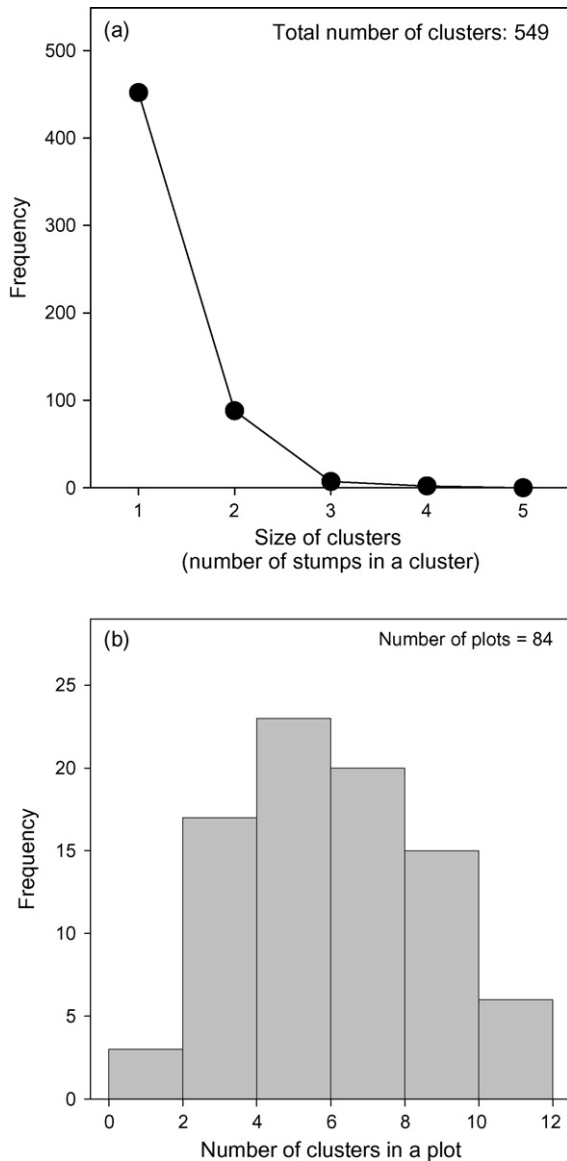 (a)
Total number of clusters: 549
500
400
300
200
100
0
Frequency
1 2 3 4 5
Size of clusters
(number of stumps in a cluster)
(b)
Number of plots = 84
25
20
15
10
5
0
Frequency
0 2 4 6 8 10 12
Number of clusters in a plot